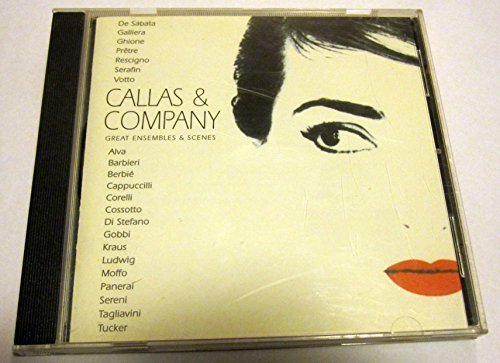 De Sabata
Galliera
Ghione
Prêtre
Rescigno
Serafin
Votto
CALLAS &
COMPANY
GREAT ENSEMBLES & SCENES
Alva
Barbieri
Berbié
Cappuccilli
Corelli
Cossotto
Di Stefano
Gobbi
Kraus
Ludwig
Moffo
Panerai
Sereni
Tagliavini
Tucker